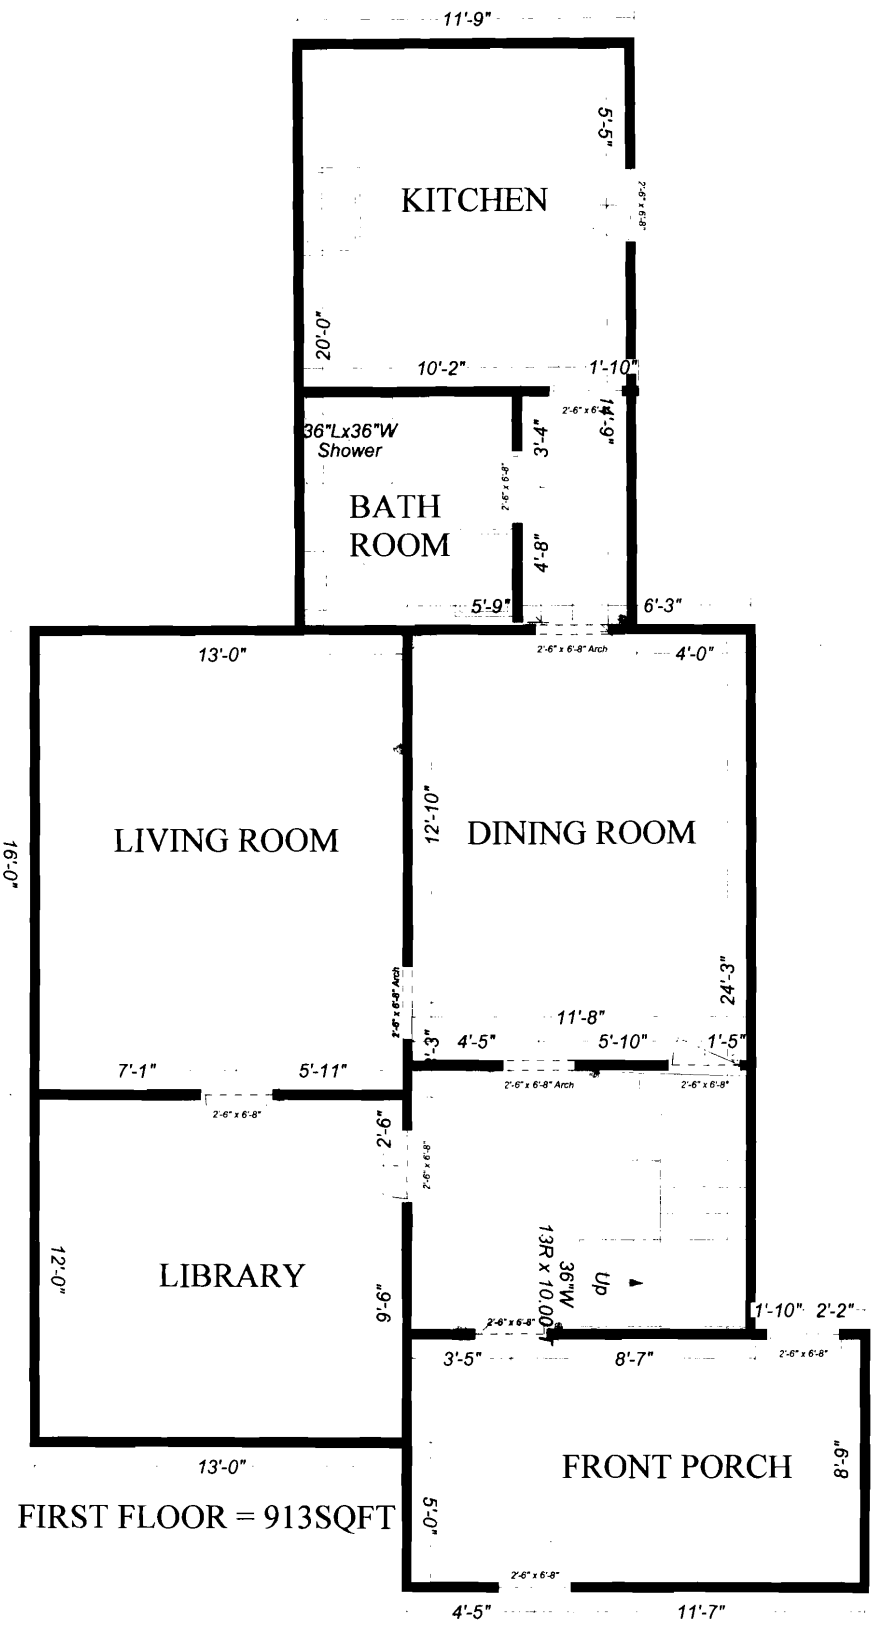 11'-9"
5'-5"
KITCHEN
2'-6" x 6'-8"
20'-0"
10'-2"
1'-10"
2'-6" x 6'-8"
14'-9"
36"Lx36"W
Shower
3'-4"
2'-6" x 6'-8"
BATH
ROOM
4'-8"
5'-9"
6'-3"
13'-0"
2'-6" x 6'-8" Arch
4'-0"
12'-10"
LIVING ROOM
DINING ROOM
16'-0"
2'-6" x 6'-8" Arch
24'-3"
11'-8"
4'-5"
5'-10"
1'-5"
7'-1"
5'-11"
2'-6" x 6'-8" Arch
2'-6" x 6'-8"
2'-6" x 6'-8"
2'-9"
2'-6" x 6'-8"
12'-0"
LIBRARY
9'-6
13R x 10.00"T
36"W
Up
1'-10"
2'-2"
2'-6" x 6'-8"
2'-6" x 6'-8"
3'-5"
8'-7"
13'-0"
FRONT PORCH
8'-9"
FIRST FLOOR = 913SQFT
5'-0"
2'-6" x 6'-8"
4'-5"
11'-7"